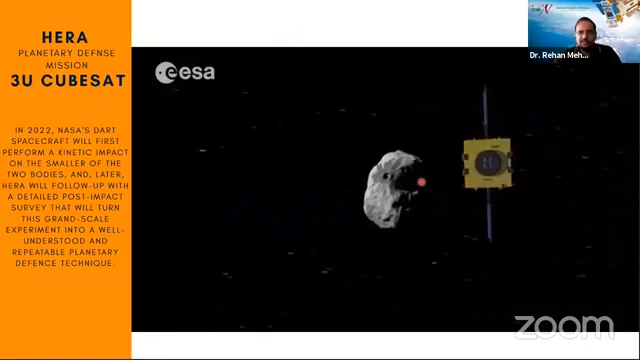 HERA
PLANETARY DEFNSE
MISSION
3U CUBESAT
IN 2022, NASA'S DART
SPACECRAFT WILL FIRST
PERFORM A KINETIC IMPACT
ON THE SMALLER OF THE
TWO BODIES, AND, LATER,
HERA WILL FOLLOW-UP WITH
A DETAILED POST-IMPACT
SURVEY THAT WILL TURN
THIS GRAND-SCALE
EXPERIMENT INTO A WELL-
UNDERSTOOD AND
REPEATABLE PLANETARY
DEFENCE TECHNIQUE.
esa
Dr. Rehan Meh...
zoom